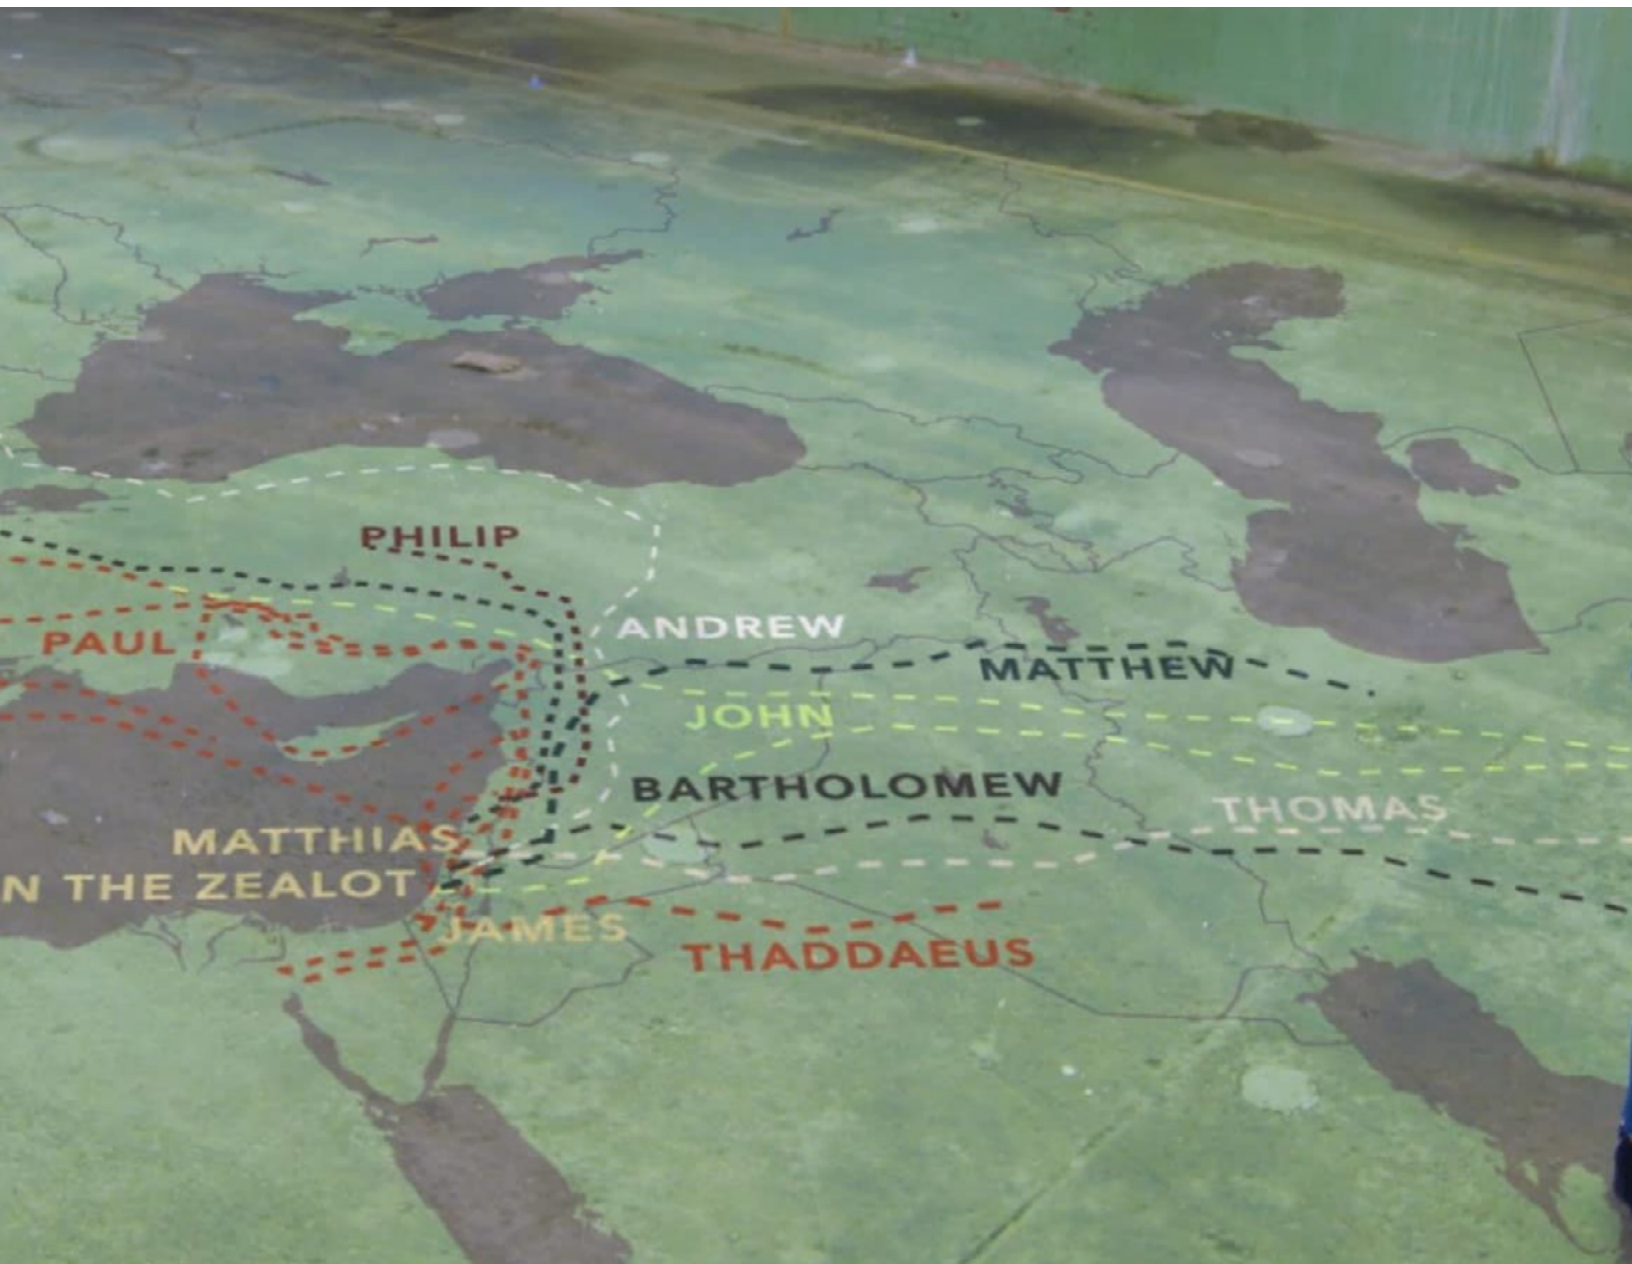 PHILIP
ANDREW
PAUL
MATTHEW
JOHN
BARTHOLOMEW
THOMAS
MATTHIAS
N THE ZEALOT
JAMES
THADDAEUS